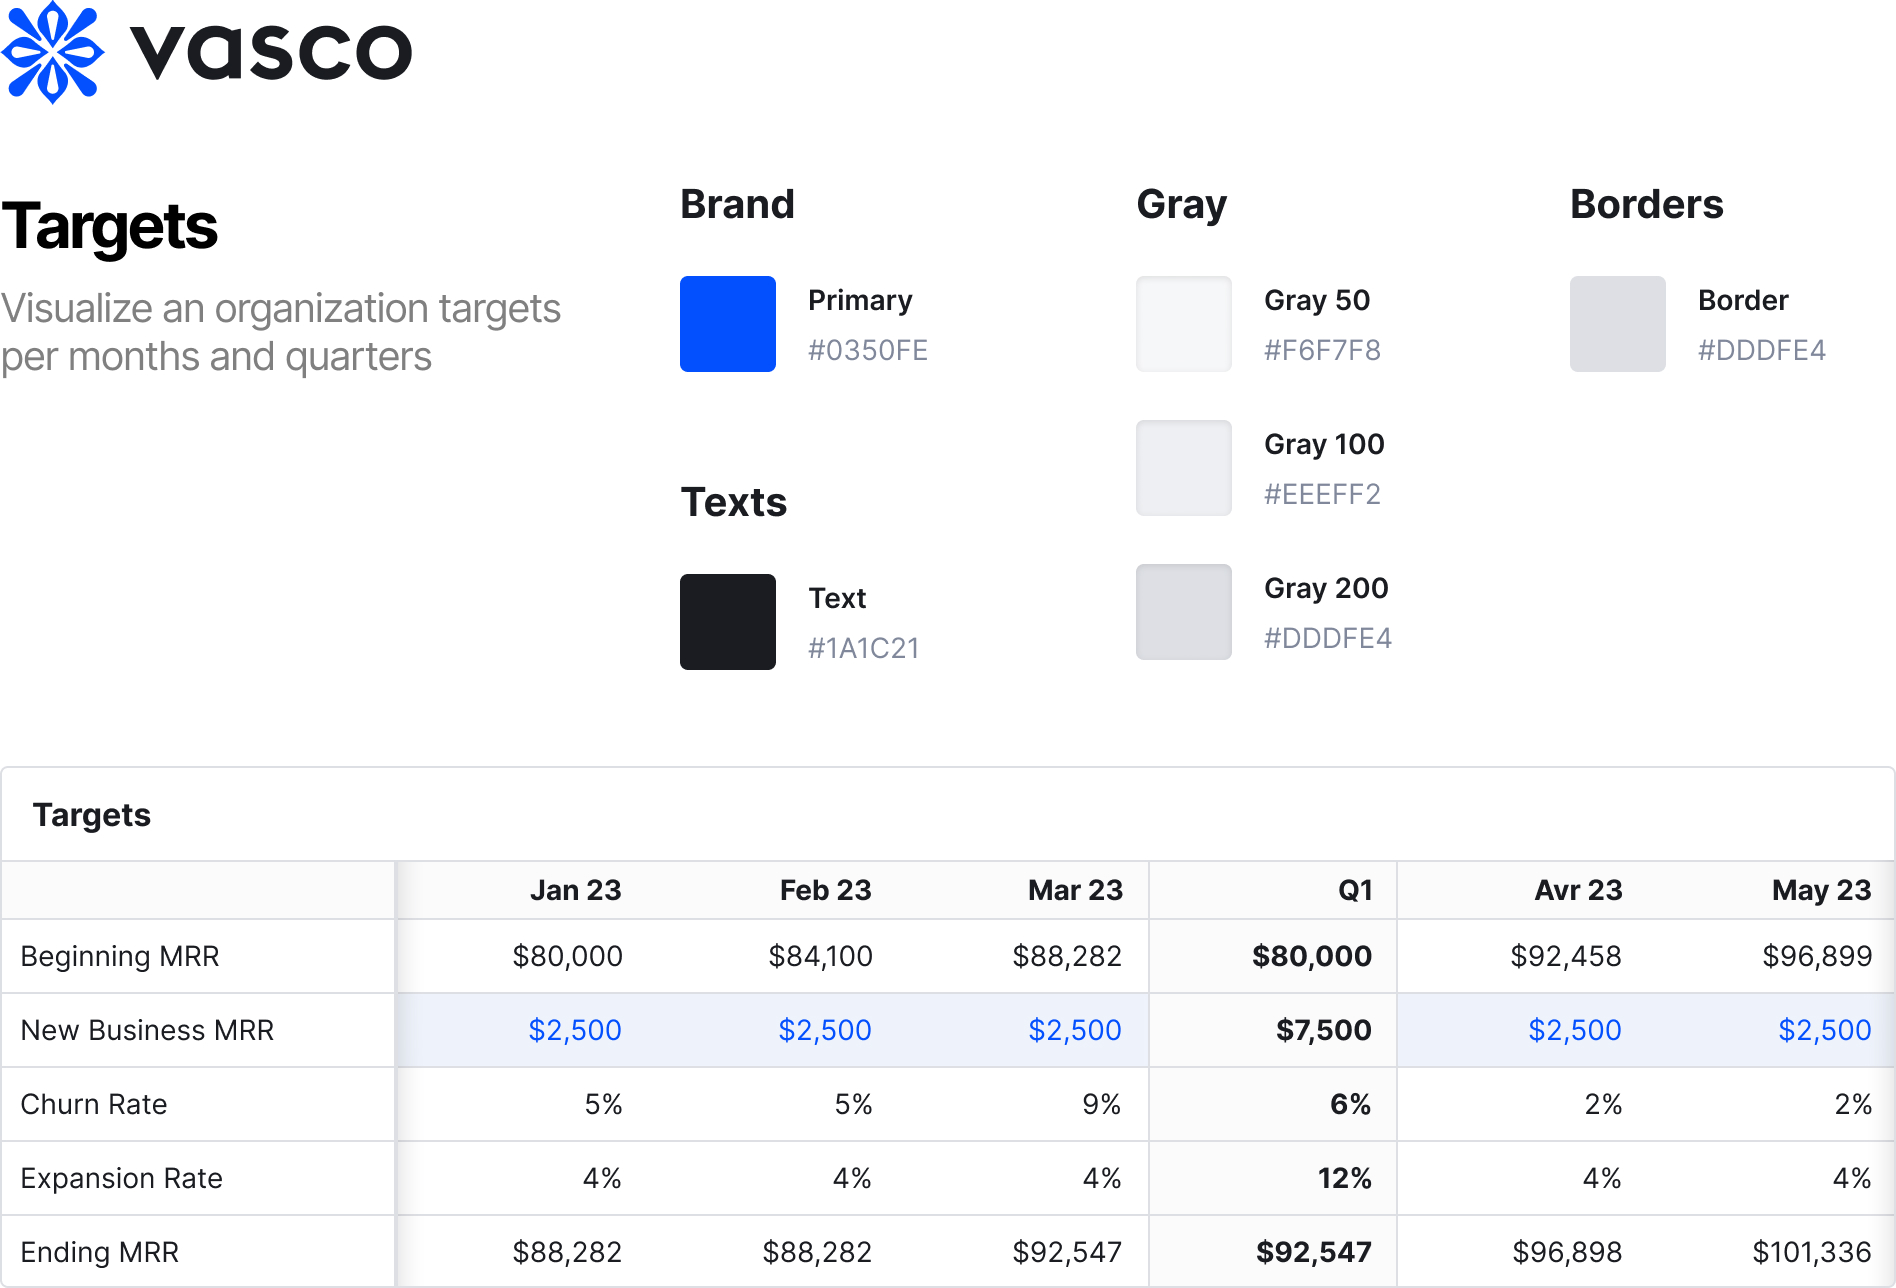 vasco
Targets
Visualize an organization targets
per months and quarters
Brand
Primary
#0350FE
Texts
Text
#1A1C21
Gray
Gray 50
#F6F7F8
Gray 100
#EEEFF2
Gray 200
#DDDFE4
Borders
Border
#DDDFE4
Targets
Jan 23 Feb 23 Mar 23 Q1 Avr 23 May 23
Beginning MRR $80,000 $84,100 $88,282 $80,000 $92,458 $96,899
New Business MRR $2,500 $2,500 $2,500 $7,500 $2,500 $2,500
Churn Rate 5% 5% 9% 6% 2% 2%
Expansion Rate 4% 4% 4% 12% 4% 4%
Ending MRR $88,282 $88,282 $92,547 $92,547 $96,898 $101,336